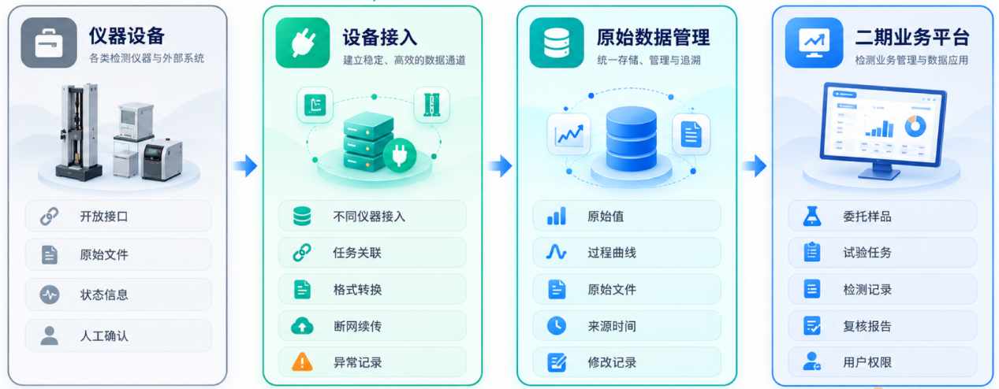 仪器设备
各类检测仪器与外部系统
开放接口
原始文件
状态信息
人工确认
设备接入
建立稳定、高效的数据通道
不同仪器接入
任务关联
格式转换
断网续传
异常记录
原始数据管理
统一存储、管理与追溯
原始值
过程曲线
原始文件
来源时间
修改记录
二期业务平台
检测业务管理与数据应用
委托样品
试验任务
检测记录
复核报告
用户权限